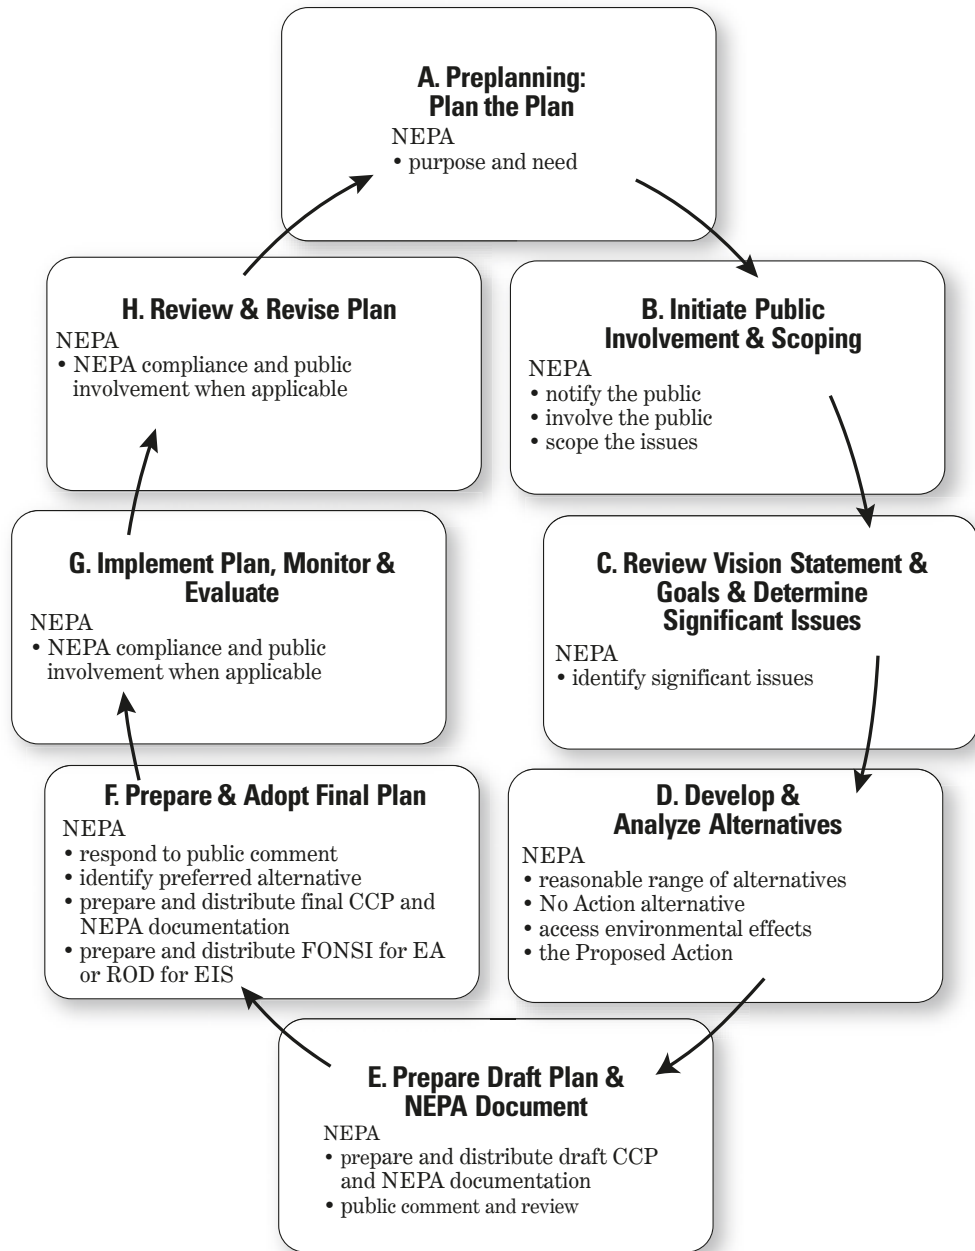 A. Preplanning:
Plan the Plan
NEPA
• purpose and need
B. Initiate Public
Involvement & Scoping
NEPA
• notify the public
• involve the public
• scope the issues
C. Review Vision Statement &
Goals & Determine
Significant Issues
NEPA
• identify significant issues
D. Develop &
Analyze Alternatives
NEPA
• reasonable range of alternatives
• No Action alternative
• access environmental effects
• the Proposed Action
E. Prepare Draft Plan &
NEPA Document
NEPA
• prepare and distribute draft CCP
and NEPA documentation
• public comment and review
F. Prepare & Adopt Final Plan
NEPA
• respond to public comment
• identify preferred alternative
• prepare and distribute final CCP and
NEPA documentation
• prepare and distribute FONSI for EA
or ROD for EIS
G. Implement Plan, Monitor &
Evaluate
NEPA
• NEPA compliance and public
involvement when applicable
H. Review & Revise Plan
NEPA
• NEPA compliance and public
involvement when applicable